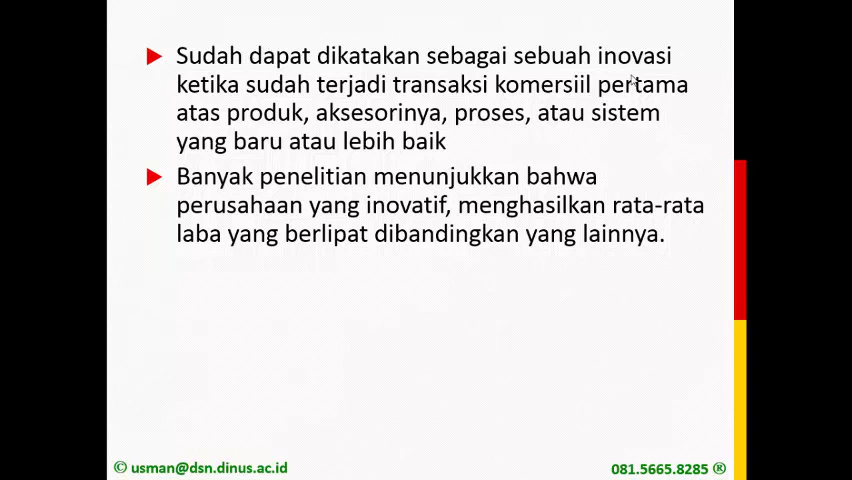 Sudah dapat dikatakan sebagai sebuah inovasi
ketika sudah terjadi transaksi komersiil pertama
atas produk, aksesorinya, proses, atau sistem
yang baru atau lebih baik
Banyak penelitian menunjukkan bahwa
perusahaan yang inovatif, menghasilkan rata-rata
laba yang berlipat dibandingkan yang lainnya.
© usman@dsn.dinus.ac.id
081.5665.8285 ®